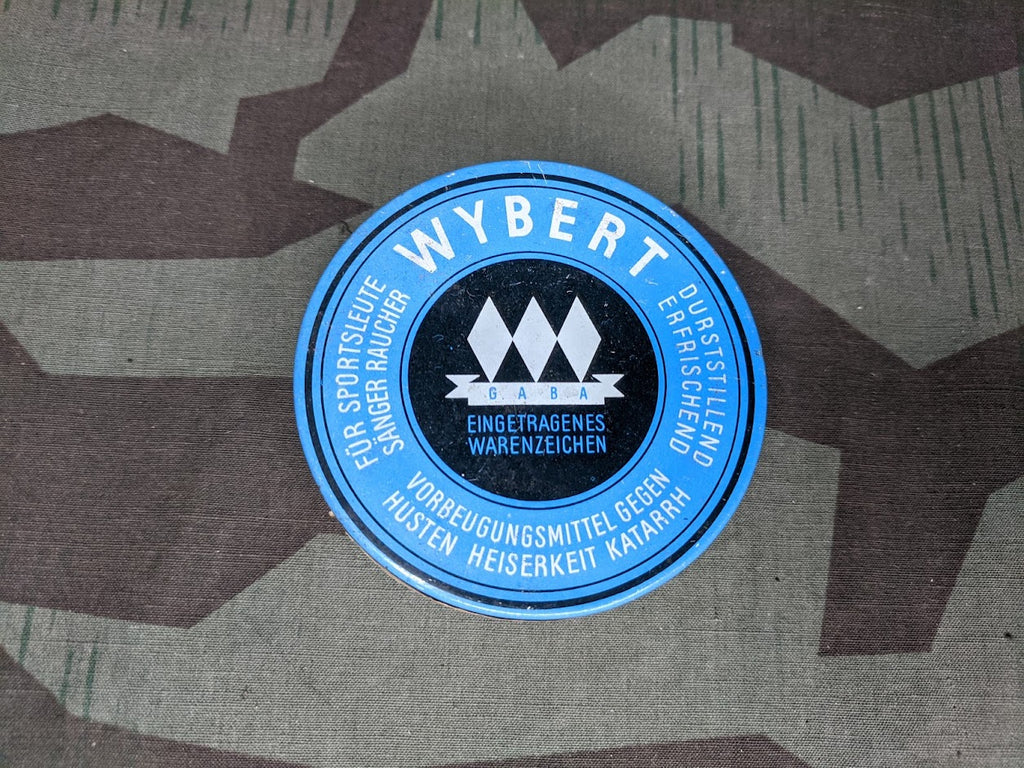 WYBERT
FÜR SPORTSLEUTE
SÄNGER RAUCHER
DURSTSTILLEND
ERFRISCHEND
GABA
EINGETRAGENES
WARENZEICHEN
VORBEUGUNGSMITTEL GEGEN
HUSTEN HEISERKEIT KATARRH